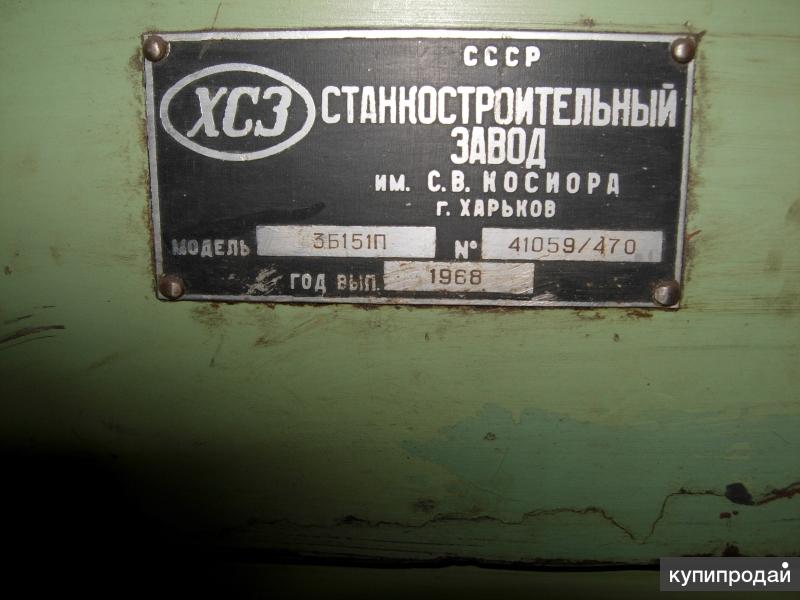 СССР
ХСЗ СТАНКОСТРОИТЕЛЬНЫЙ
ЗАВОД
ИМ. С.В. КОСИОРА
Г. ХАРЬКОВ
МОДЕЛЬ 3Б151П № 41059/470
ГОД ВЫП. 1968
купипродай